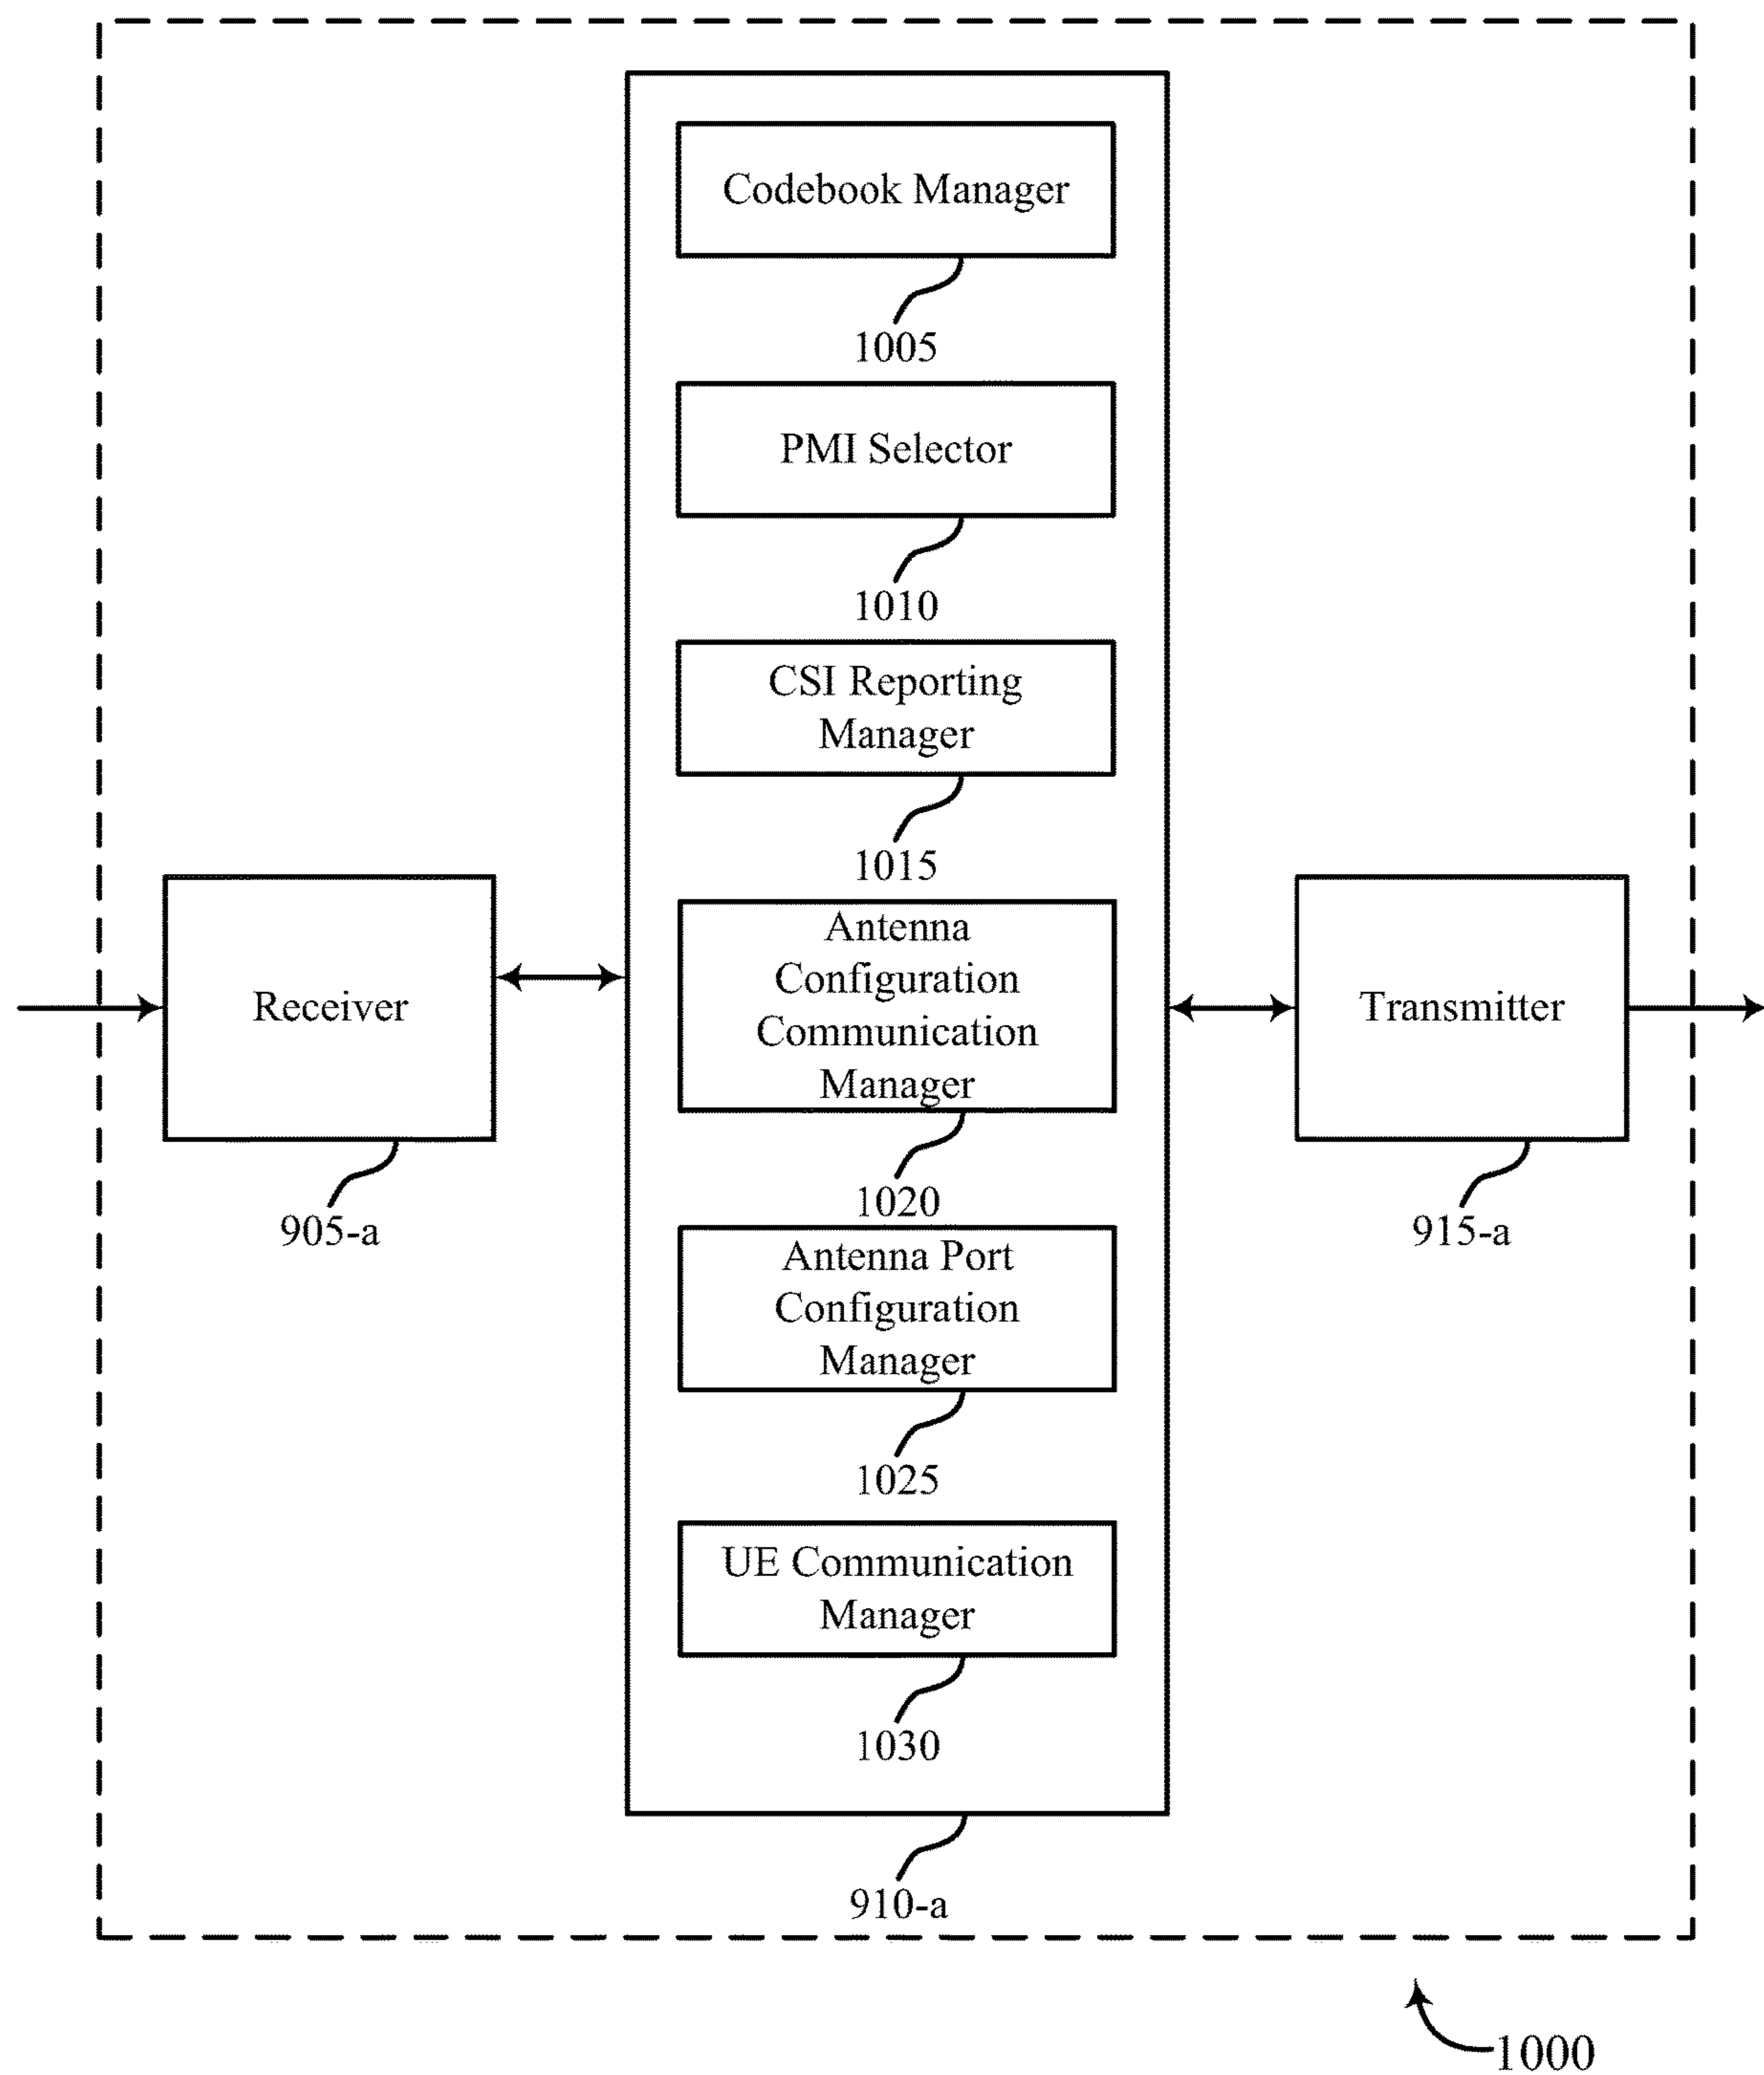 Codebook Manager
1005
PMI Selector
1010
CSI Reporting
Manager
1015
Antenna
Configuration
Communication
Manager
1020
Receiver
905-a
Transmitter
915-a
Antenna Port
Configuration
Manager
1025
UE Communication
Manager
1030
910-a
1000